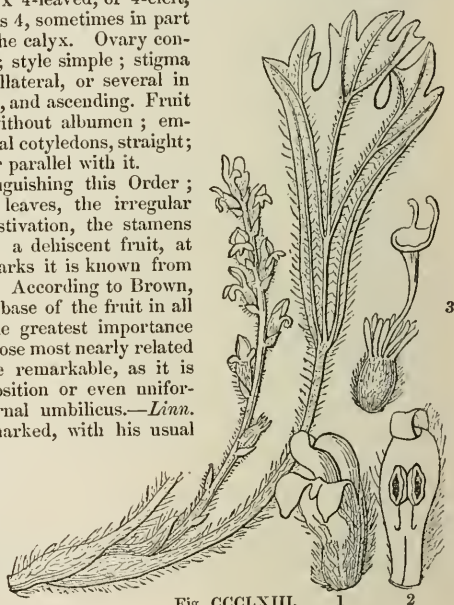 x 4-leaved, or 4-cleft,
s 4, sometimes in part
he calyx. Ovary con-
; style simple ; stigma
llateral, or several in
, and ascending. Fruit
ithout albumen ; em-
al cotyledons, straight;
parallel with it.
nguishing this Order ;
leaves, the irregular
stivation, the stamens
a dehiscent fruit, at
arks it is known from
According to Brown,
base of the fruit in all
e greatest importance
ose most nearly related
e remarkable, as it is
osition or even unifor-
rnal umbilicus.—Linn.
narked, with his usual
3
Fig. CCCLXIII. 1 2